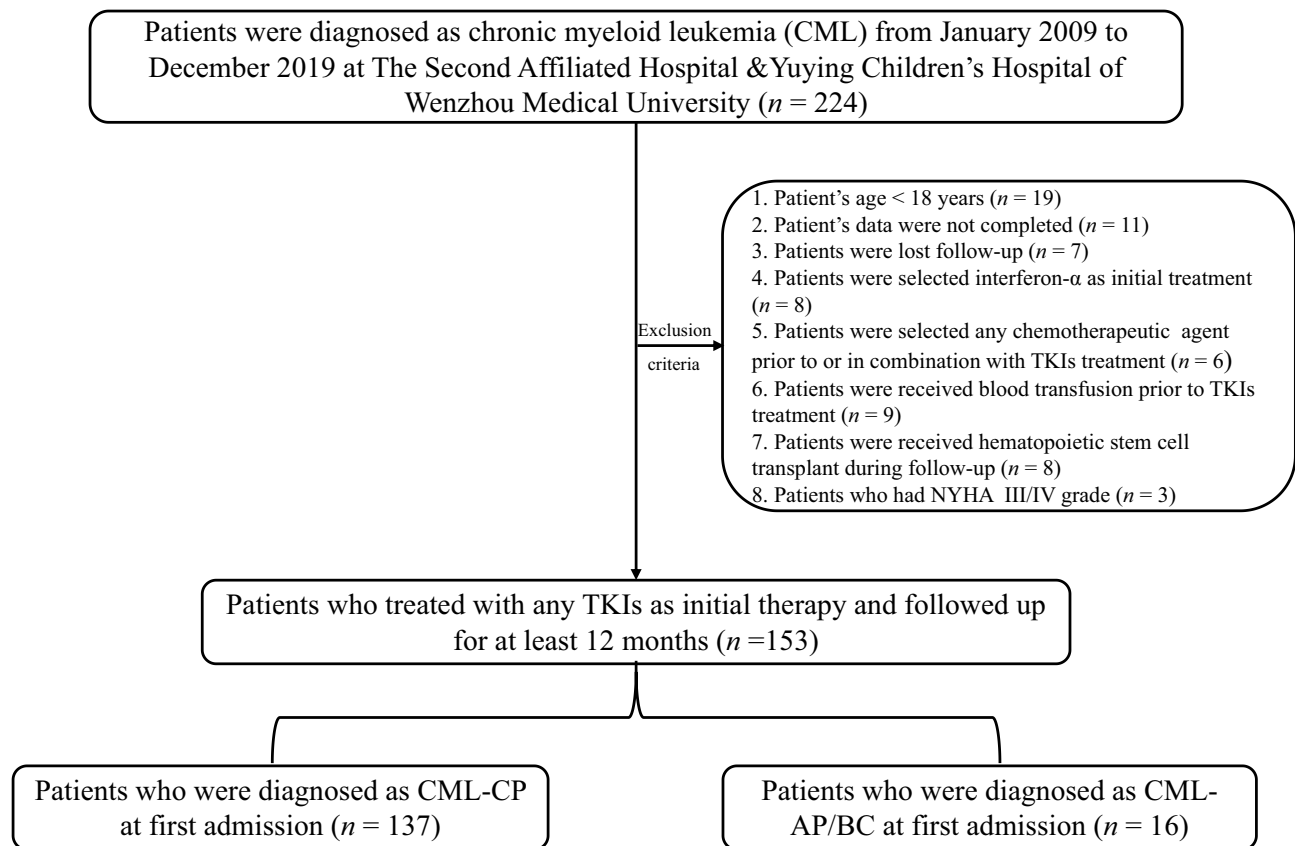 Patients were diagnosed as chronic myeloid leukemia (CML) from January 2009 to
December 2019 at The Second Affiliated Hospital &Yuying Children’s Hospital of
Wenzhou Medical University (n = 224)
1. Patient’s age < 18 years (n = 19)
2. Patient’s data were not completed (n = 11)
3. Patients were lost follow-up (n = 7)
4. Patients were selected interferon-α as initial treatment
(n = 8)
5. Patients were selected any chemotherapeutic agent
prior to or in combination with TKIs treatment (n = 6)
6. Patients were received blood transfusion prior to TKIs
treatment (n = 9)
7. Patients were received hematopoietic stem cell
transplant during follow-up (n = 8)
8. Patients who had NYHA III/IV grade (n = 3)
Exclusion
criteria
Patients who treated with any TKIs as initial therapy and followed up
for at least 12 months (n =153)
Patients who were diagnosed as CML-CP
at first admission (n = 137)
Patients who were diagnosed as CML-
AP/BC at first admission (n = 16)